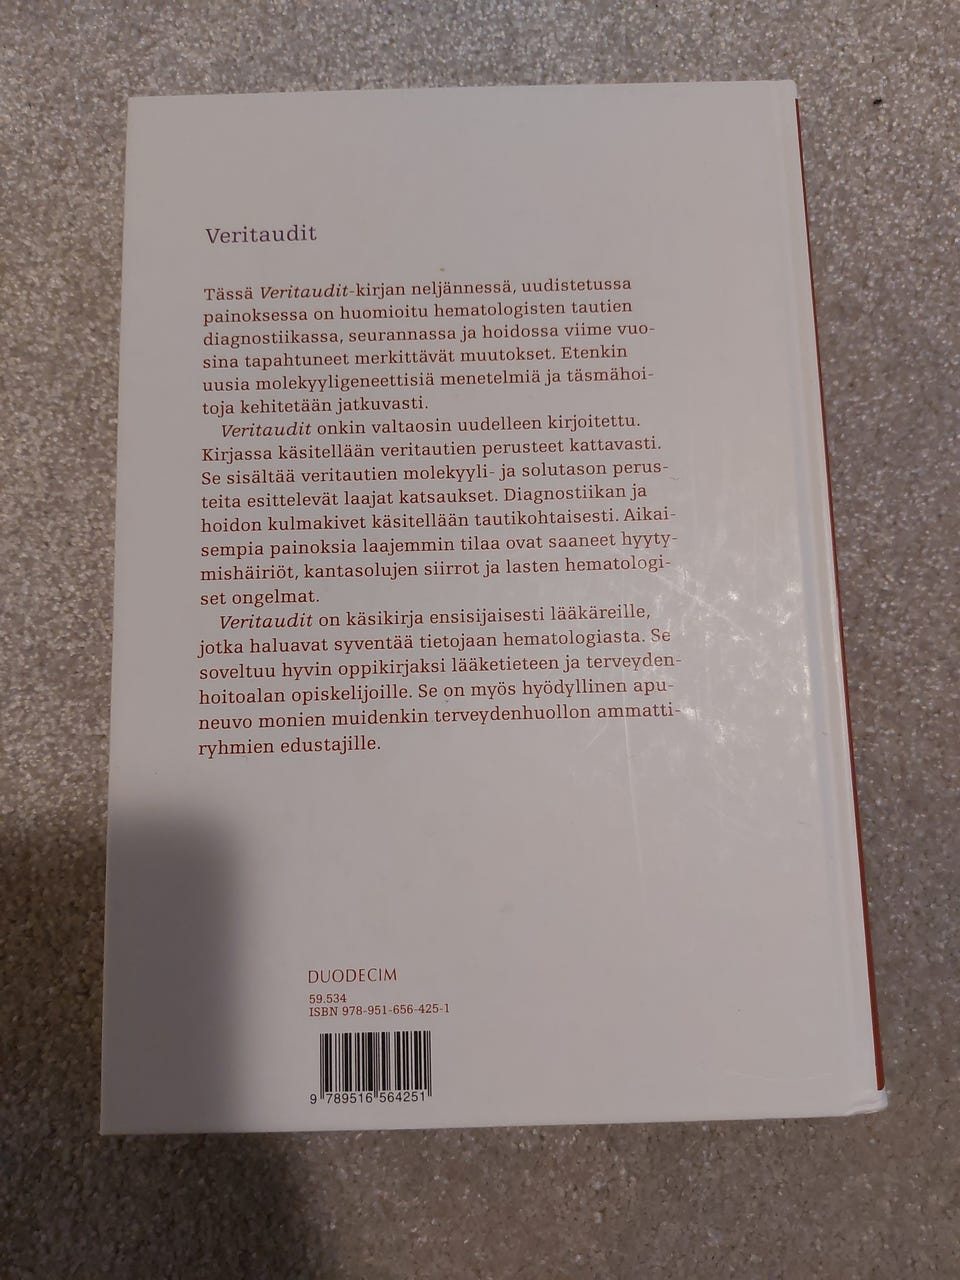 Veritaudit
Tässä Veritaudit-kirjan neljännessä, uudistetussa
painoksessa on huomioitu hematologisten tautien
diagnostiikassa, seurannassa ja hoidossa viime vuo-
sina tapahtuneet merkittävät muutokset. Etenkin
uusia molekyyligeneettisiä menetelmiä ja täsmähoi-
toja kehitetään jatkuvasti.
Veritaudit onkin valtaosin uudelleen kirjoitettu.
Kirjassa käsitellään veritautien perusteet kattavasti.
Se sisältää veritautien molekyyli- ja solutason perus-
teita esittelevät laajat katsaukset. Diagnostiikan ja
hoidon kulmakivet käsitellään tautikohtaisesti. Aikai-
sempia painoksia laajemmin tilaa ovat saaneet hyyty-
mishäiriöt, kantasolujen siirrot ja lasten hematologi-
set ongelmat.
Veritaudit on käsikirja ensisijaisesti lääkäreille,
jotka haluavat syventää tietojaan hematologiasta. Se
soveltuu hyvin oppikirjaksi lääketieteen ja terveyden-
hoitoalan opiskelijoille. Se on myös hyödyllinen apu-
neuvo monien muidenkin terveydenhuollon ammatti-
ryhmien edustajille.
DUODECIM
59.534
ISBN 978-951-656-425-1
9 789516 564251